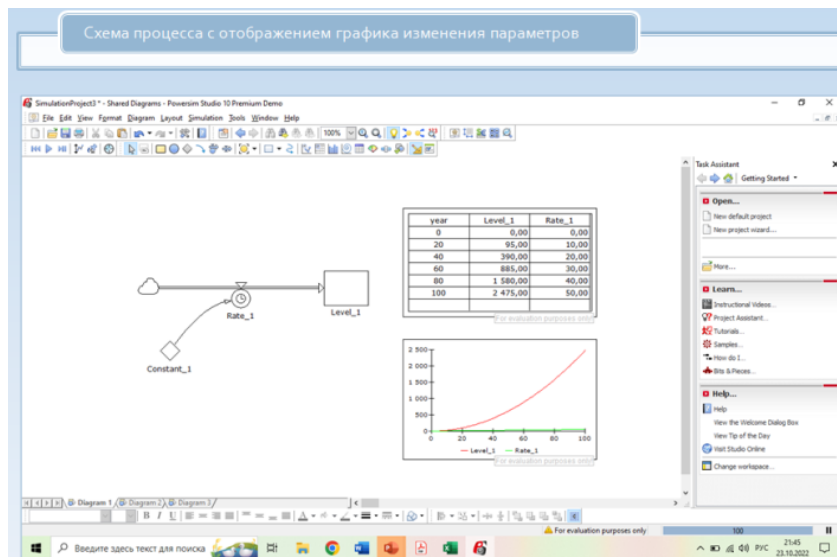 Схема процесса с отображением графика изменения параметров
SimulationProject3 * - Shared Diagrams - Powersim Studio 10 Premium Demo
File Edit View Format Diagram Layout Simulation Tools Window Help
100%
Task Assistant
Getting Started
Open...
New default project
New project wizard...
More...
Learn...
Instructional Videos...
Project Assistant...
Tutorials...
Samples...
How do I...
Bits & Pieces...
Help...
Help
View the Welcome Dialog Box
View Tip of the Day
Visit Studio Online
Change workspace...
year Level_1 Rate_1
0 0,00 0,00
20 95,00 10,00
40 390,00 20,00
60 885,00 30,00
80 1 580,00 40,00
100 2 475,00 50,00
For evaluation purposes only!
Rate_1
Level_1
Constant_1
2 500
2 000
1 500
1 000
500
0
0 20 40 60 80 100
Level_1 Rate_1
For evaluation purposes only!
Diagram 1 Diagram 2 Diagram 3
B I U
For evaluation purposes only
100
Введите здесь текст для поиска
РУС
21:45
23.10.2022